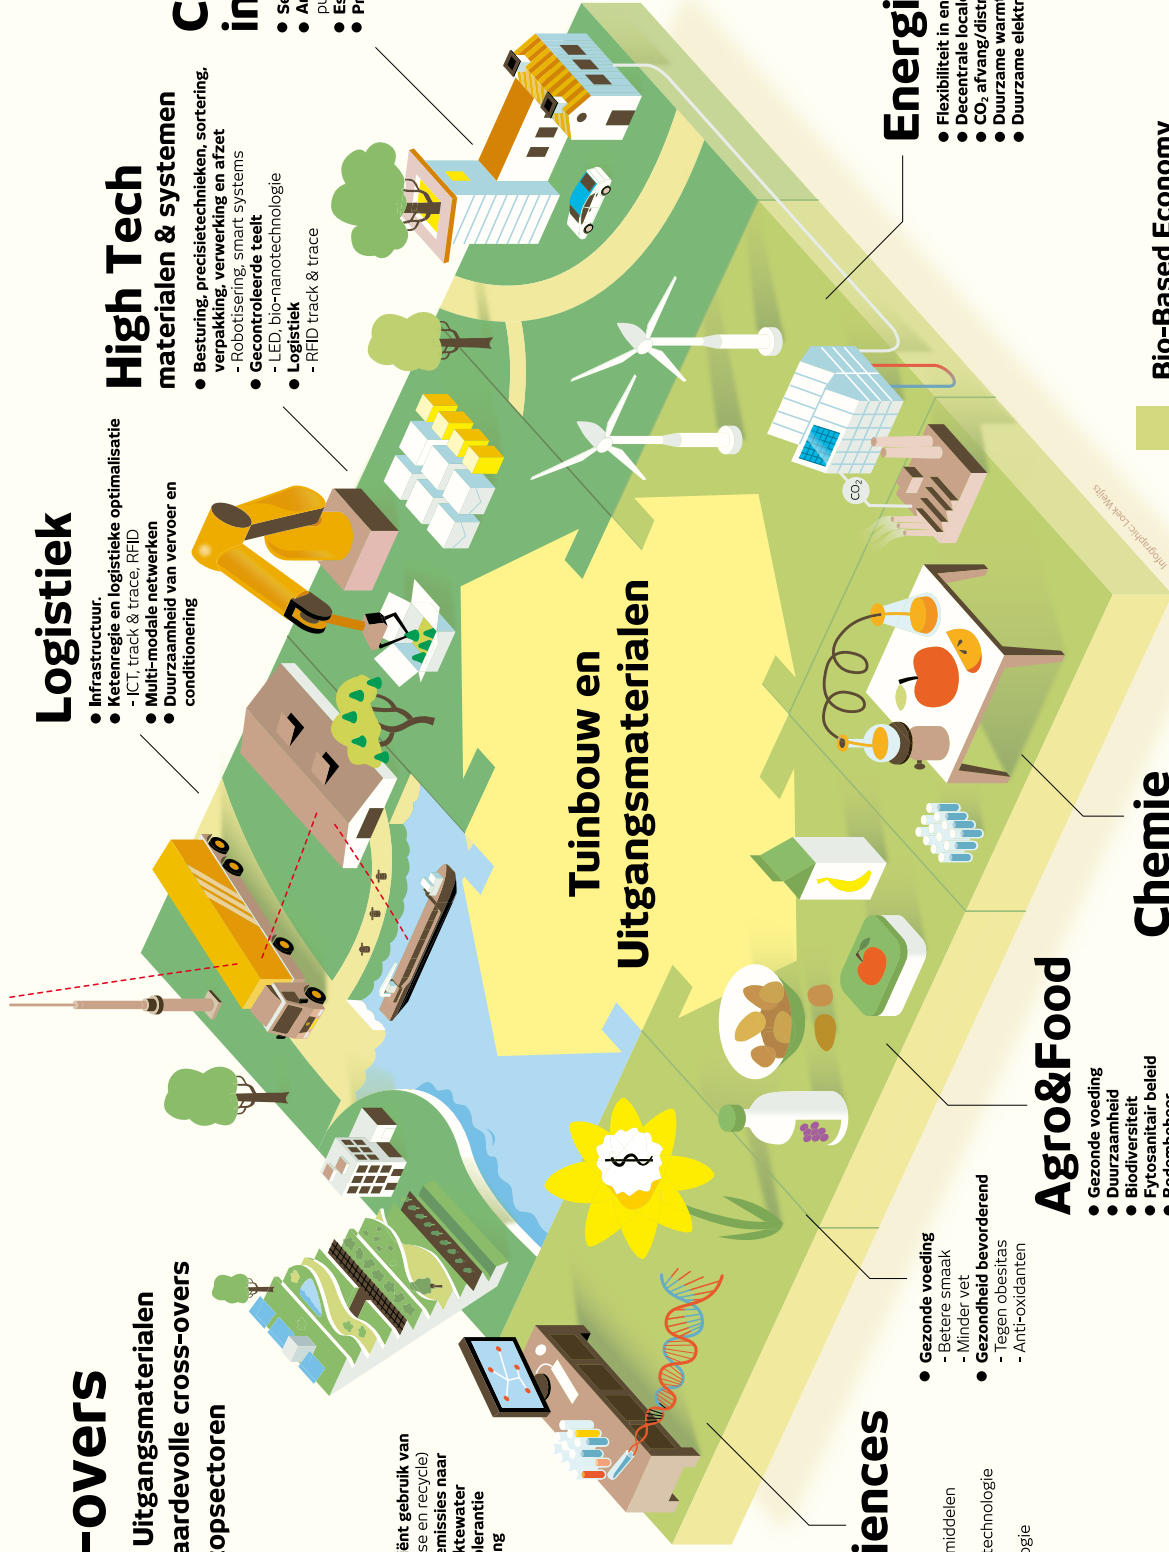 -overs
Uitgangsmaterialen
aardevolle cross-overs
opsectoren
Logistiek
● Infrastructuur.
● Ketenregie en logistieke optimalisatie
- ICT, track & trace, RFID
● Multi-modale netwerken
● Duurzaamheid van vervoer en
conditionering
High Tech
materialen & systemen
● Besturing, precisietechnieken, sortering,
verpakking, verwerking en afzet
- Robotisering, smart systems
● Gecontroleerde teelt
- LED, bio-nanotechnologie
● Logistiek
- RFID track & trace
C
in
Energi
● Flexibiliteit in en
● Decentrale locale
● CO₂ afvang/distr
● Duurzame warmt
● Duurzame elektr
Bio-Based Economy
Tuinbouw en
Uitgangsmaterialen
CO₂
Infographic: Loek Weijts
Chemie
Agro&Food
● Gezonde voeding
● Duurzaamheid
● Biodiversiteit
● Fytosanitair beleid
● Gezonde voeding
- Betere smaak
- Minder vet
● Gezondheid bevorderend
- Tegen obesitas
- Anti-oxidanten
iences
middelen
technologie
ogie
iënt gebruik van
se en recycle)
emissies naar
ktewater
olerantie
ng